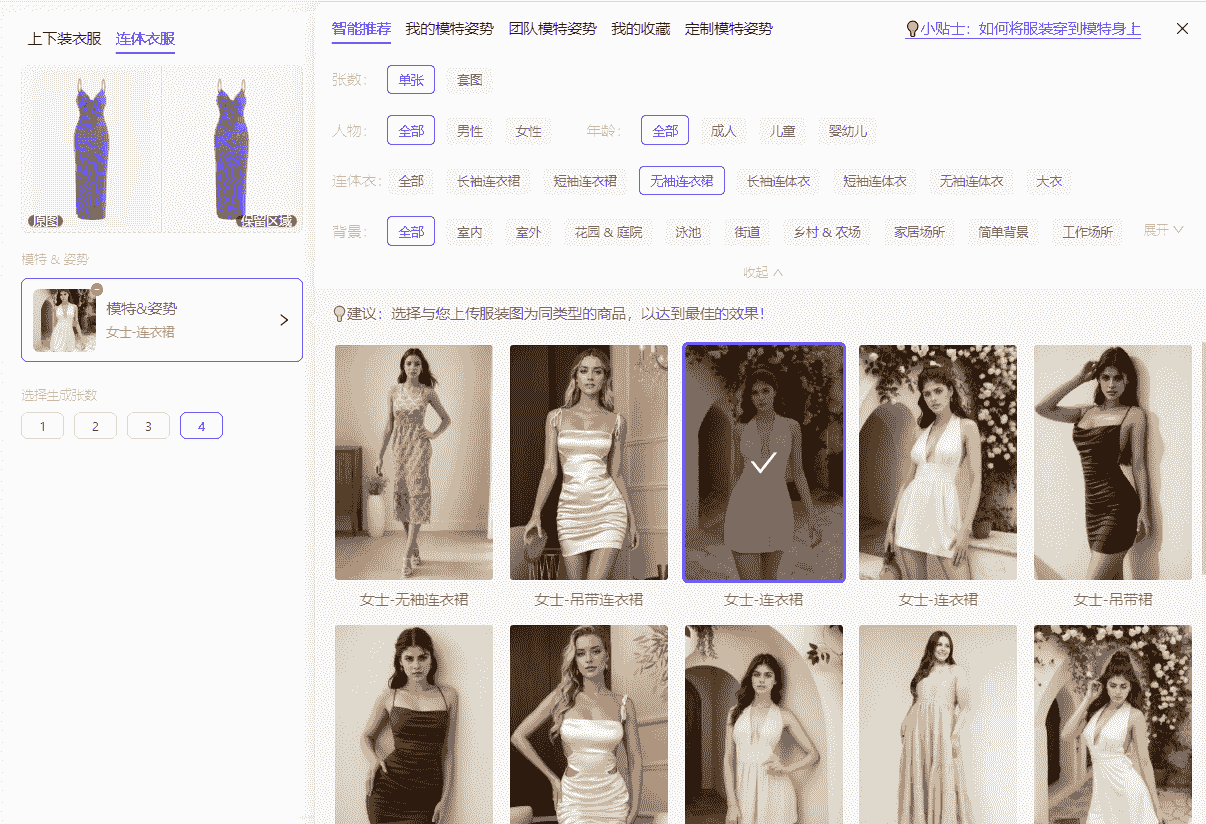 上下装衣服 连体衣服
原图 保留区域
模特 & 姿势
模特&姿势
女士-连衣裙
选择生成张数
1 2 3 4
智能推荐 我的模特姿势 团队模特姿势 我的收藏 定制模特姿势
小贴士：如何将服装穿到模特身上
张数： 单张 套图
人物： 全部 男性 女性 年龄： 全部 成人 儿童 婴幼儿
连体衣： 全部 长袖连衣裙 短袖连衣裙 无袖连衣裙 长袖连体衣 短袖连体衣 无袖连体衣 大衣
背景： 全部 室内 室外 花园 & 庭院 泳池 街道 乡村 & 农场 家居场所 简单背景 工作场所 展开
收起
建议：选择与您上传服装图为同类型的商品，以达到最佳的效果！
女士-无袖连衣裙 女士-吊带连衣裙 女士-连衣裙 女士-连衣裙 女士-吊带裙